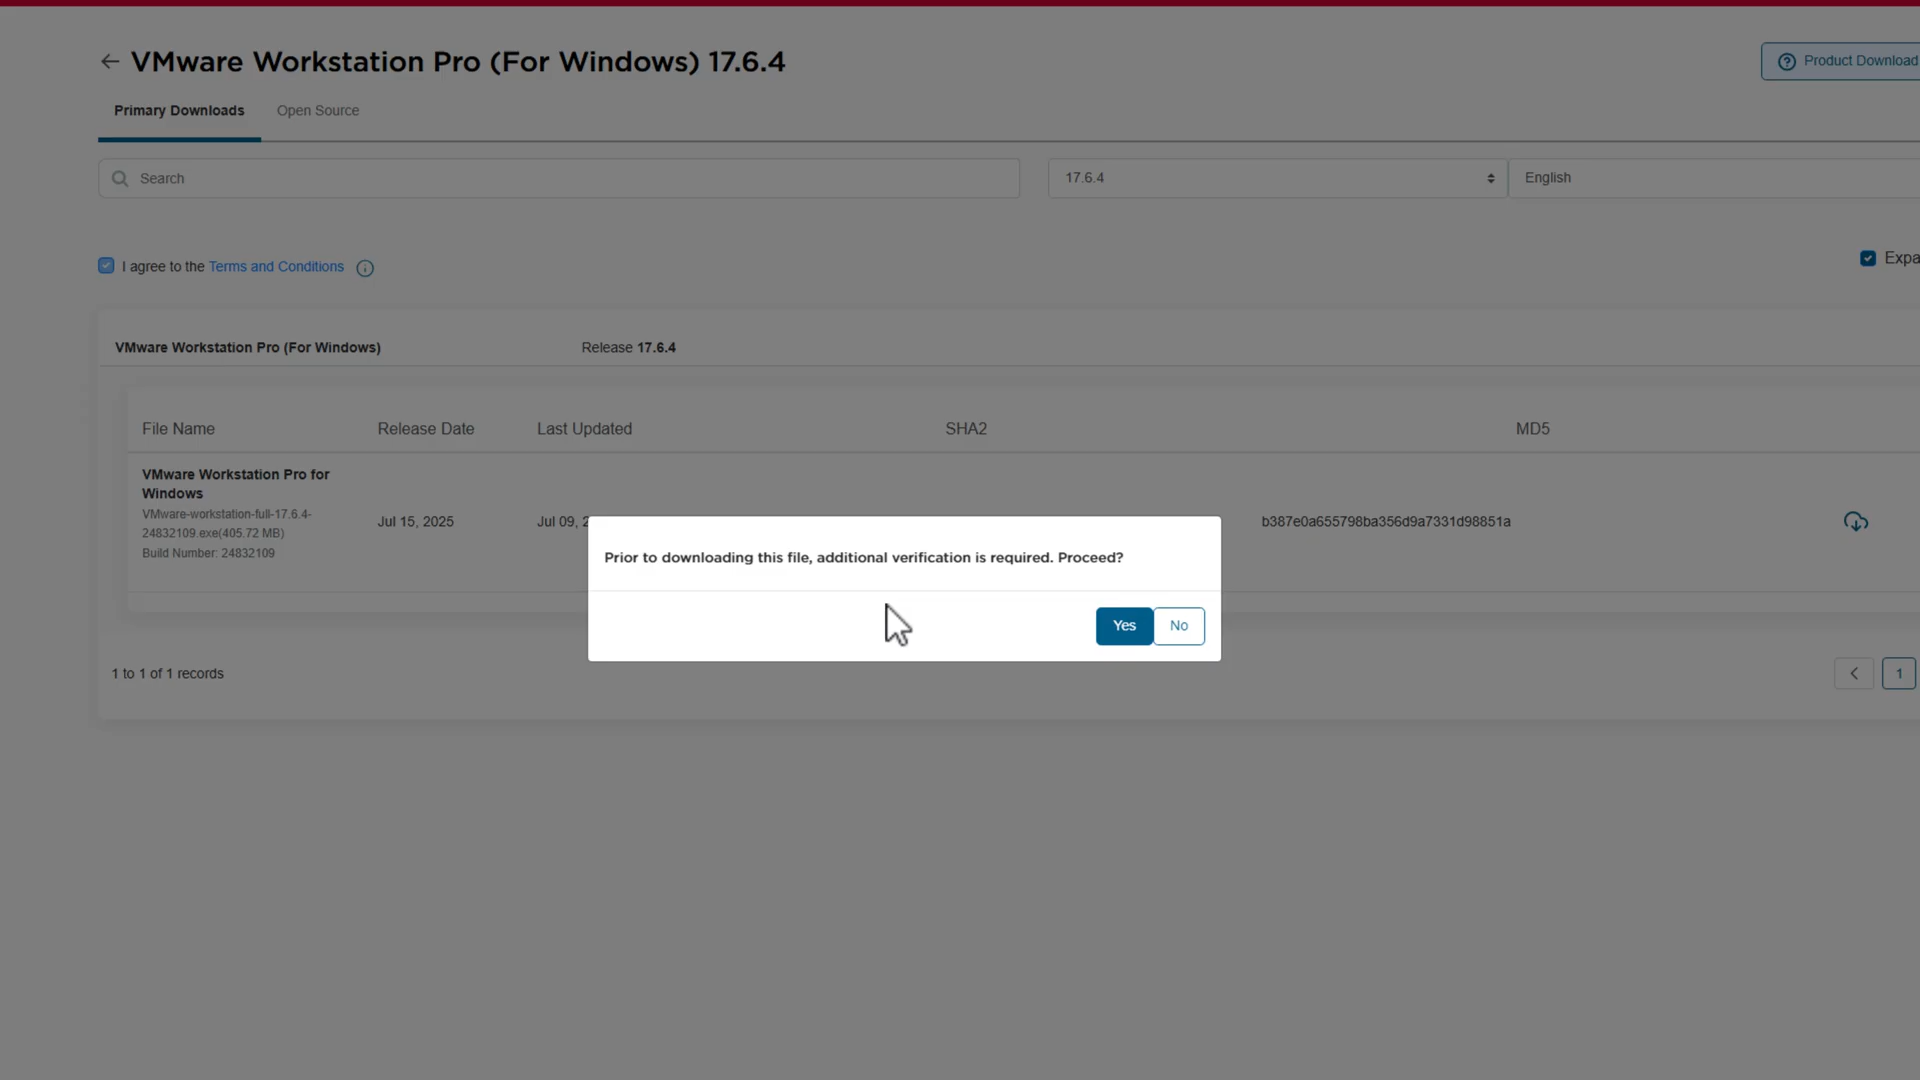 VMware Workstation Pro (For Windows) 17.6.4
Product Download
Primary Downloads
Open Source
Search
17.6.4
English
I agree to the Terms and Conditions
Expa
VMware Workstation Pro (For Windows)
Release 17.6.4
File Name
Release Date
Last Updated
SHA2
MD5
VMware Workstation Pro for
Windows
VMware-workstation-full-17.6.4-
24832109.exe(405.72 MB)
Build Number: 24832109
Jul 15, 2025
Jul 09, 2
b387e0a655798ba356d9a7331d98851a
Prior to downloading this file, additional verification is required. Proceed?
Yes
No
1 to 1 of 1 records
1